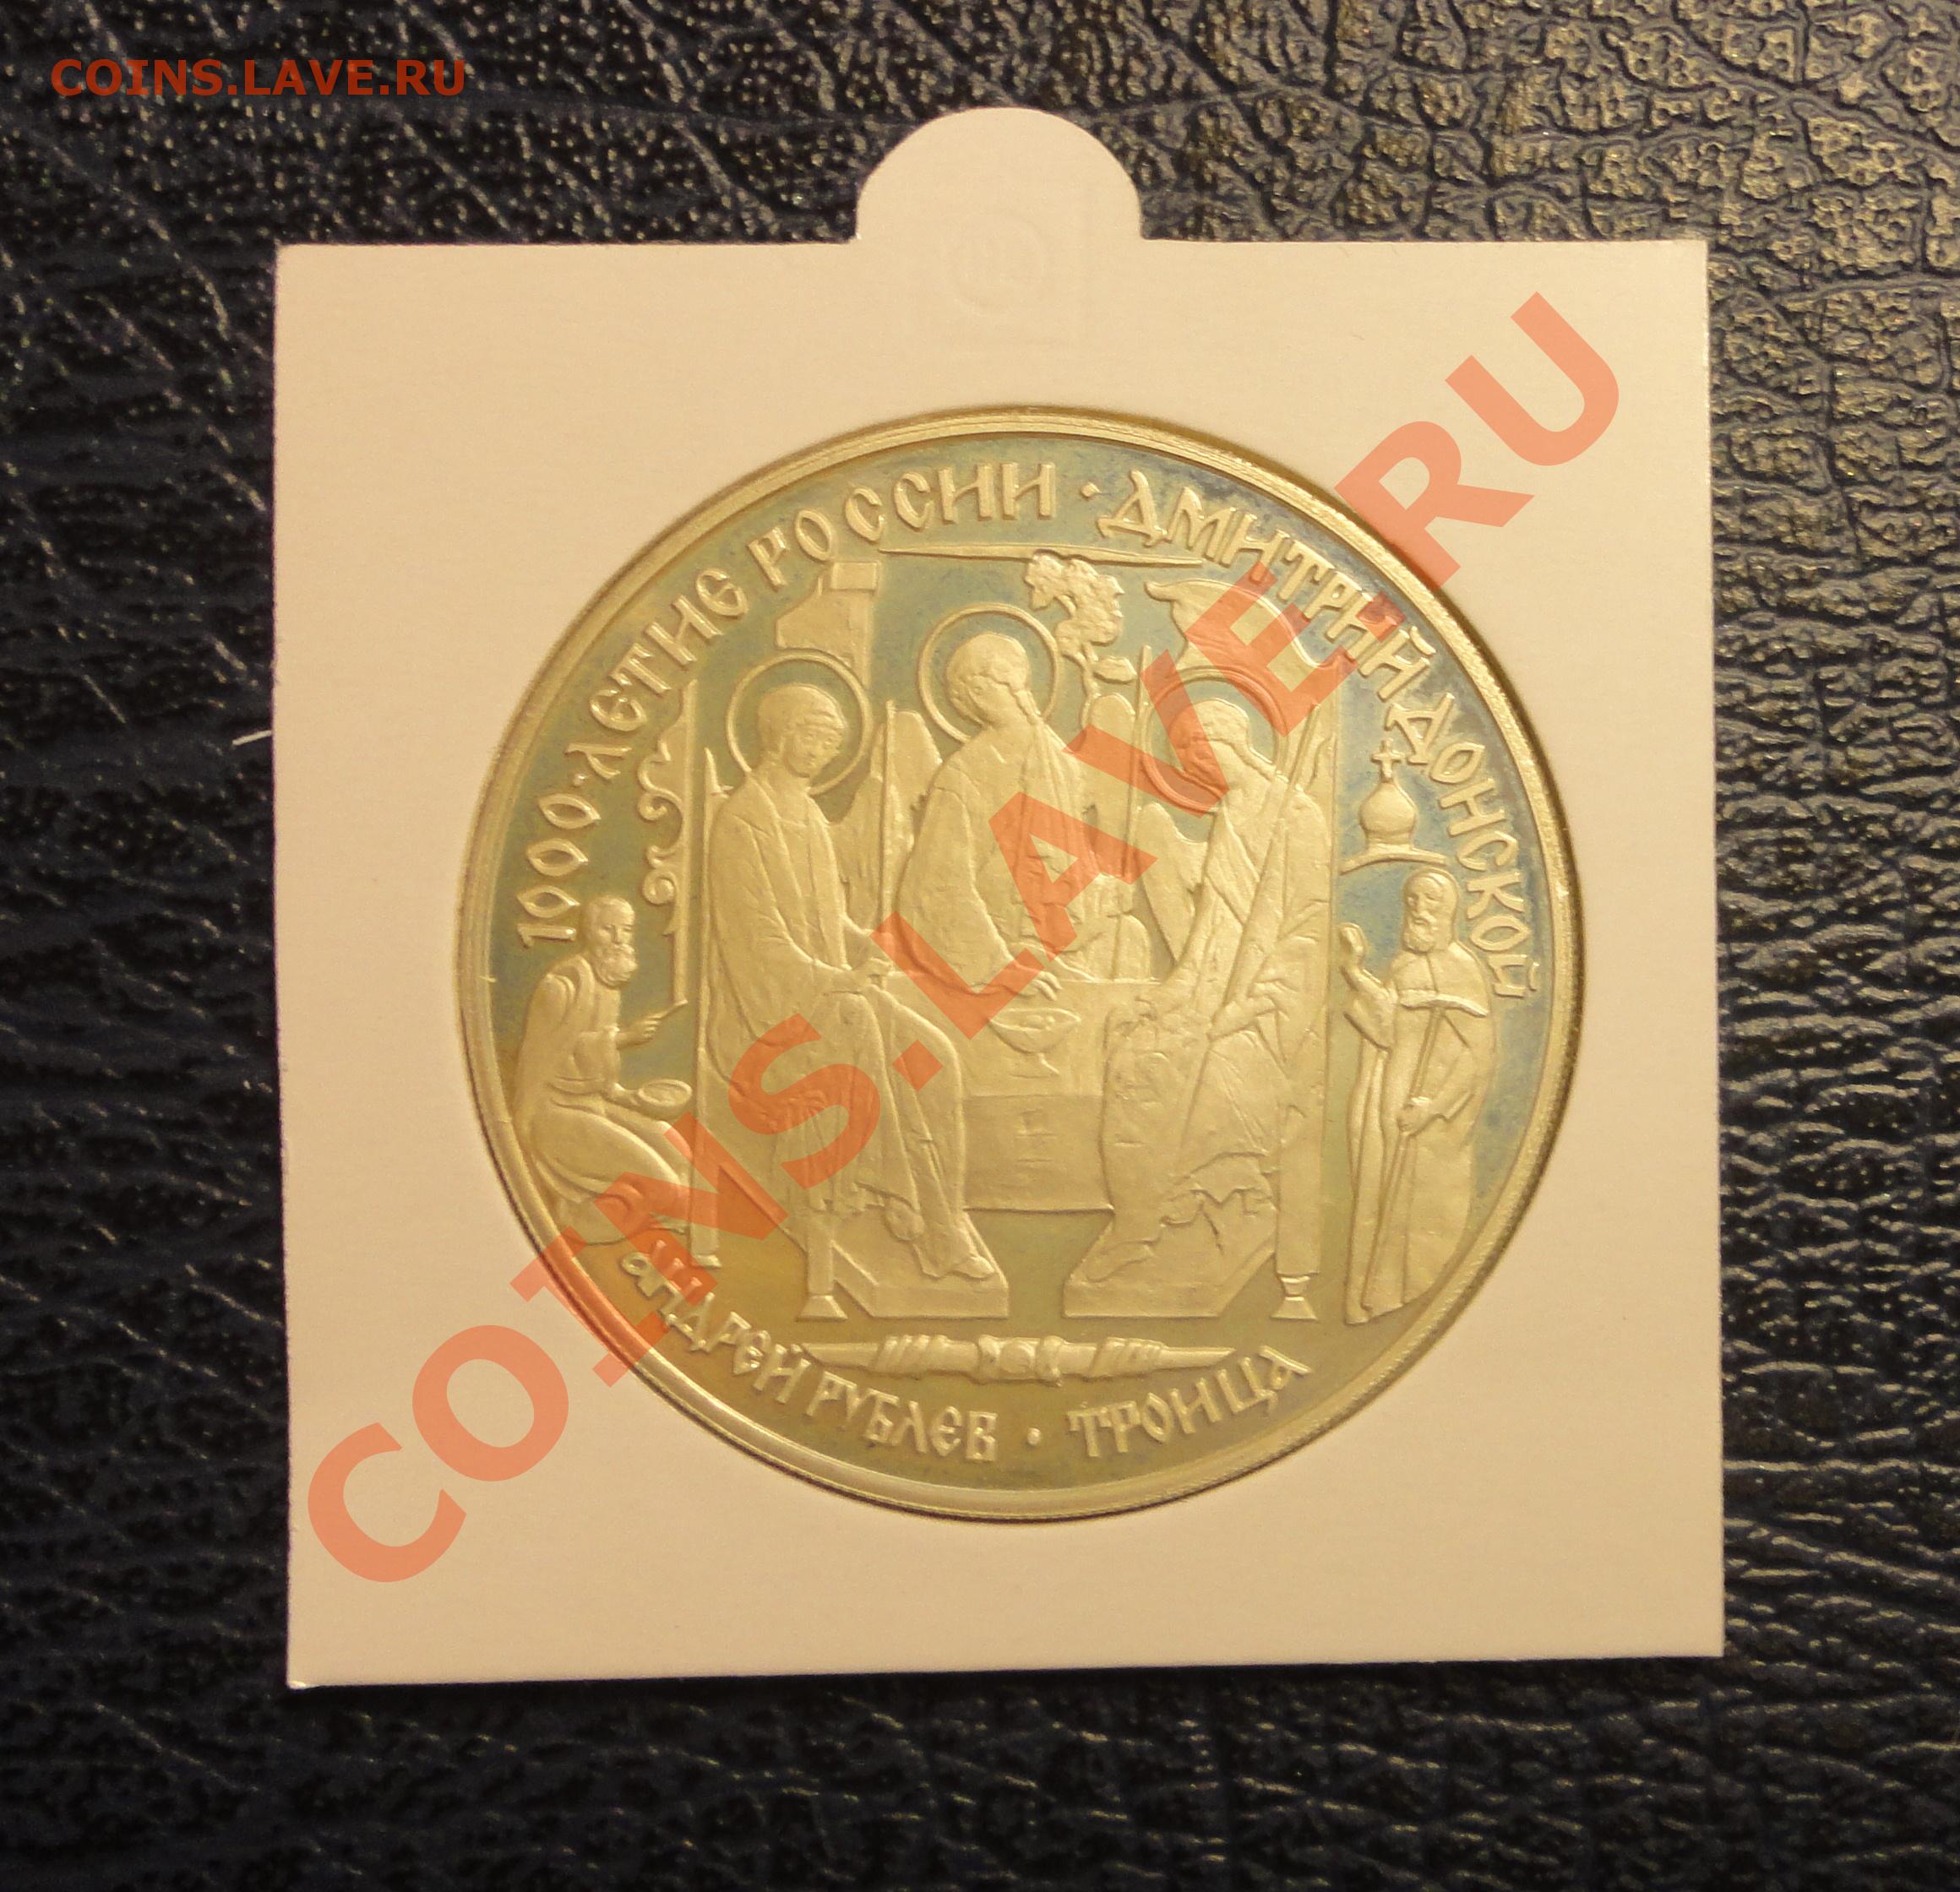 COINS.LAVE.RU
1000-ЛЕТИЕ РОССИИ · ДМИТРИЙ ДОНСКОЙ
АНДРЕЙ РУБЛЕВ · ТРОИЦА
COINS.LAVE.RU